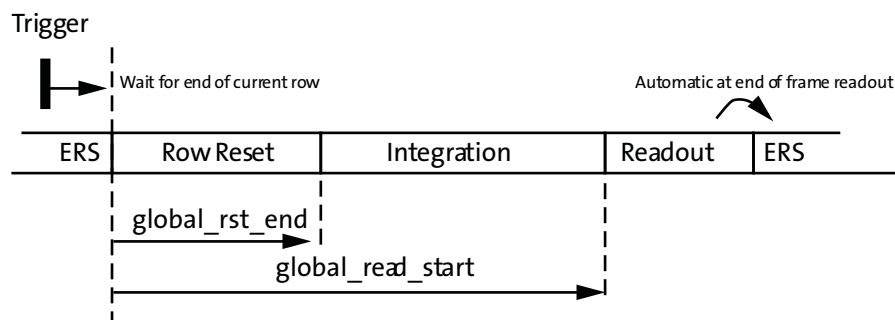 Trigger
Wait for end of current row
Automatic at end of frame readout
ERS Row Reset Integration Readout ERS
global_rst_end
global_read_start